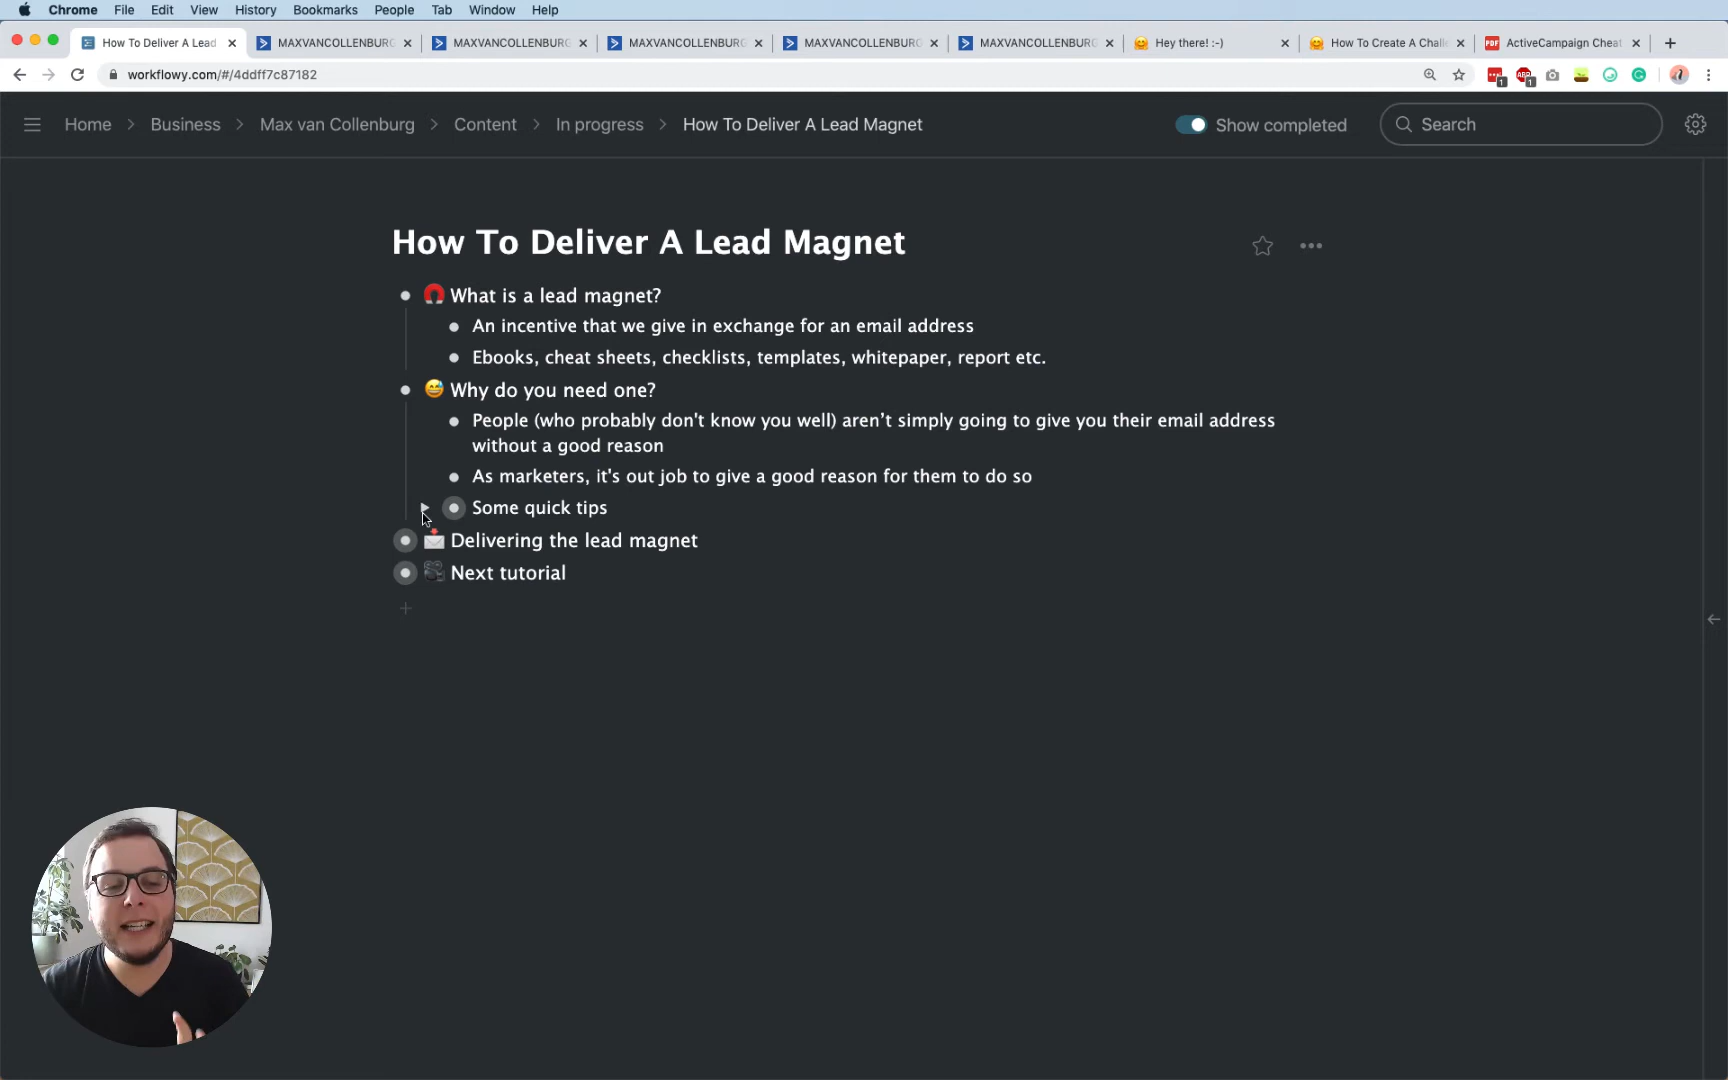 Chrome File Edit View History Bookmarks People Tab Window Help
How To Deliver A Lead MAXVANCOLLENBURG MAXVANCOLLENBURG MAXVANCOLLENBURG MAXVANCOLLENBURG MAXVANCOLLENBURG Hey there! :-) How To Create A Chall PDF ActiveCampaign Cheat
workflowy.com/#/4ddff7c87182 1 ABP 1
Home > Business > Max van Collenburg > Content > In progress > How To Deliver A Lead Magnet Show completed Search
How To Deliver A Lead Magnet
What is a lead magnet?
An incentive that we give in exchange for an email address
Ebooks, cheat sheets, checklists, templates, whitepaper, report etc.
Why do you need one?
People (who probably don't know you well) aren’t simply going to give you their email address
without a good reason
As marketers, it's out job to give a good reason for them to do so
Some quick tips
Delivering the lead magnet
Next tutorial